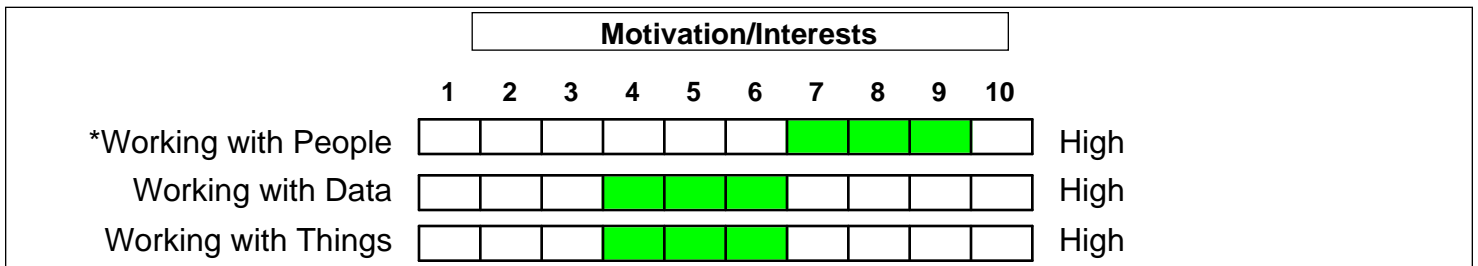 Motivation/Interests
1 2 3 4 5 6 7 8 9 10
*Working with People High
Working with Data High
Working with Things High